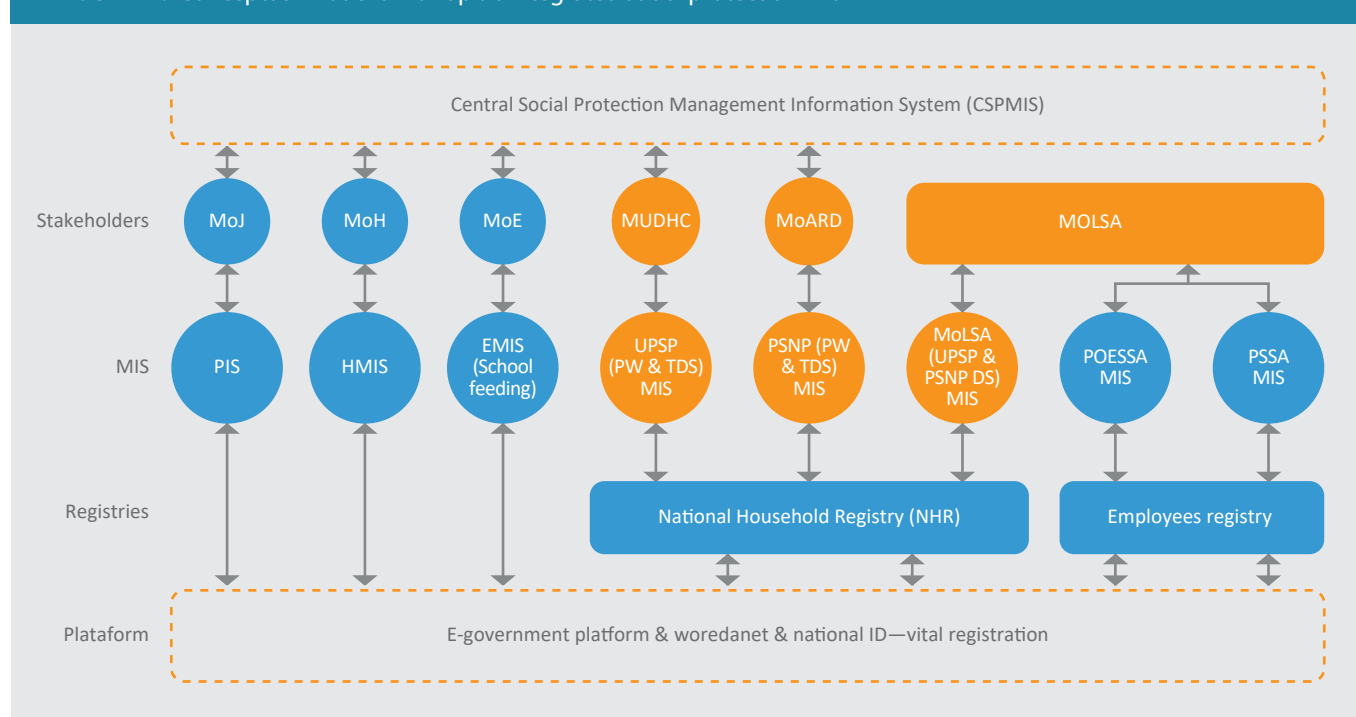 Central Social Protection Management Information System (CSPMIS)
Stakeholders
MoJ
MoH
MoE
MUDHC
MoARD
MOLSA
MIS
PIS
HMIS
EMIS
(School
feeding)
UPSP
(PW & TDS)
MIS
PSNP (PW
& TDS)
MIS
MoLSA
(UPSP &
PSNP DS)
MIS
POESSA
MIS
PSSA
MIS
Registries
National Household Registry (NHR)
Employees registry
Plataform
E-government platform & woredanet & national ID—vital registration